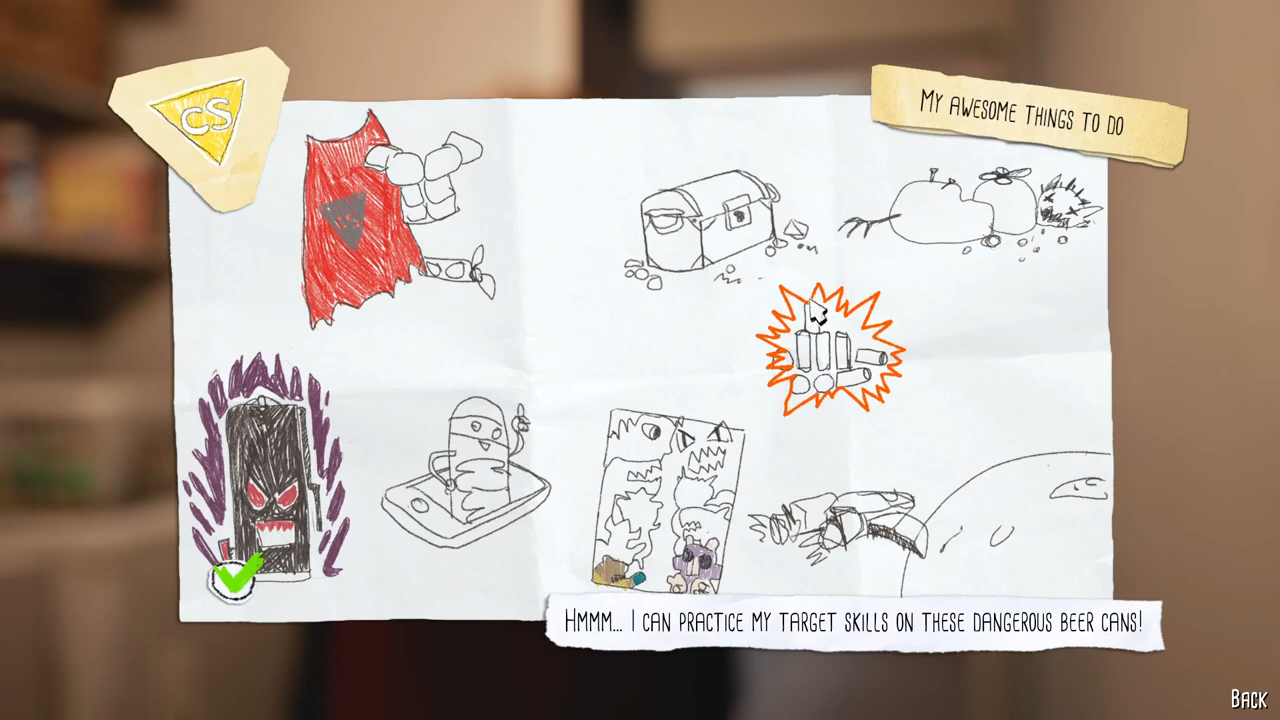 CS
My awesome things to do
Hmmm... I can practice my target skills on these dangerous beer cans!
Back